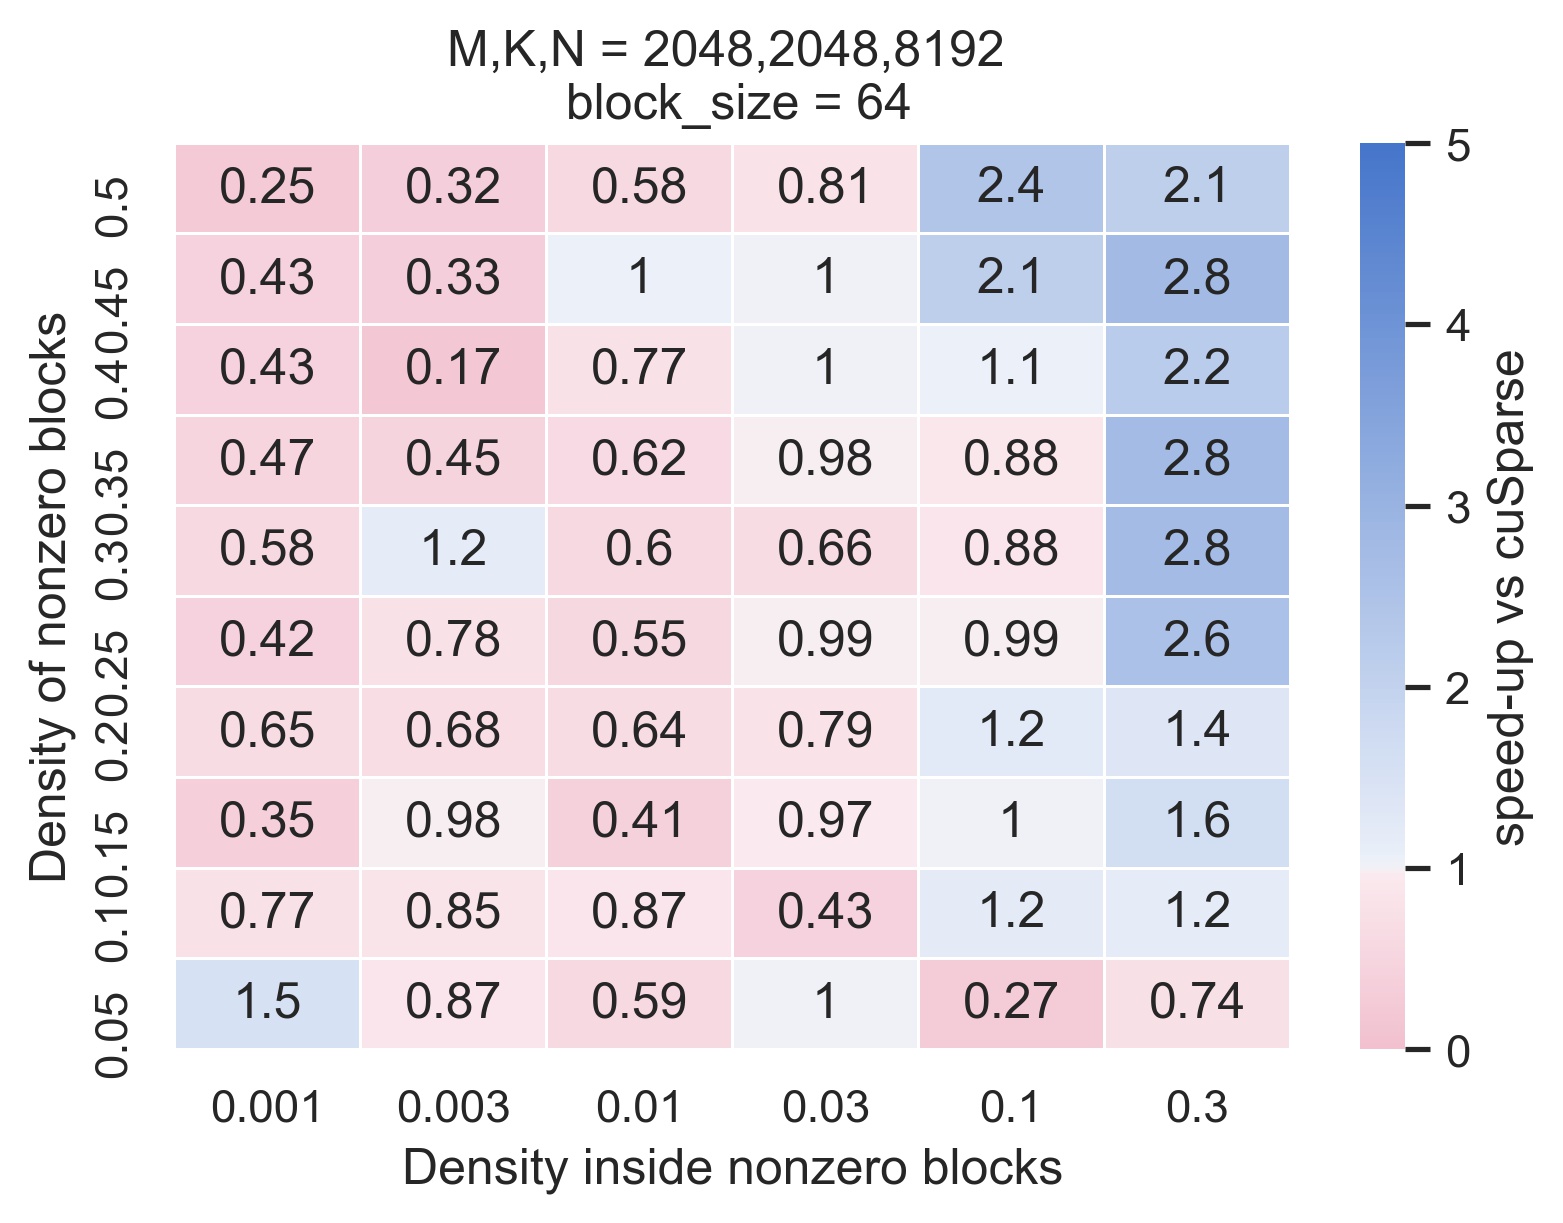 M,K,N = 2048,2048,8192
block_size = 64
Density of nonzero blocks
0.5 0.25 0.32 0.58 0.81 2.4 2.1
0.45 0.43 0.33 1 1 2.1 2.8
0.4 0.43 0.17 0.77 1 1.1 2.2
0.35 0.47 0.45 0.62 0.98 0.88 2.8
0.3 0.58 1.2 0.6 0.66 0.88 2.8
0.25 0.42 0.78 0.55 0.99 0.99 2.6
0.2 0.65 0.68 0.64 0.79 1.2 1.4
0.15 0.35 0.98 0.41 0.97 1 1.6
0.1 0.77 0.85 0.87 0.43 1.2 1.2
0.05 1.5 0.87 0.59 1 0.27 0.74
0.001 0.003 0.01 0.03 0.1 0.3
Density inside nonzero blocks
5
4
3
2
1
0
speed-up vs cuSparse